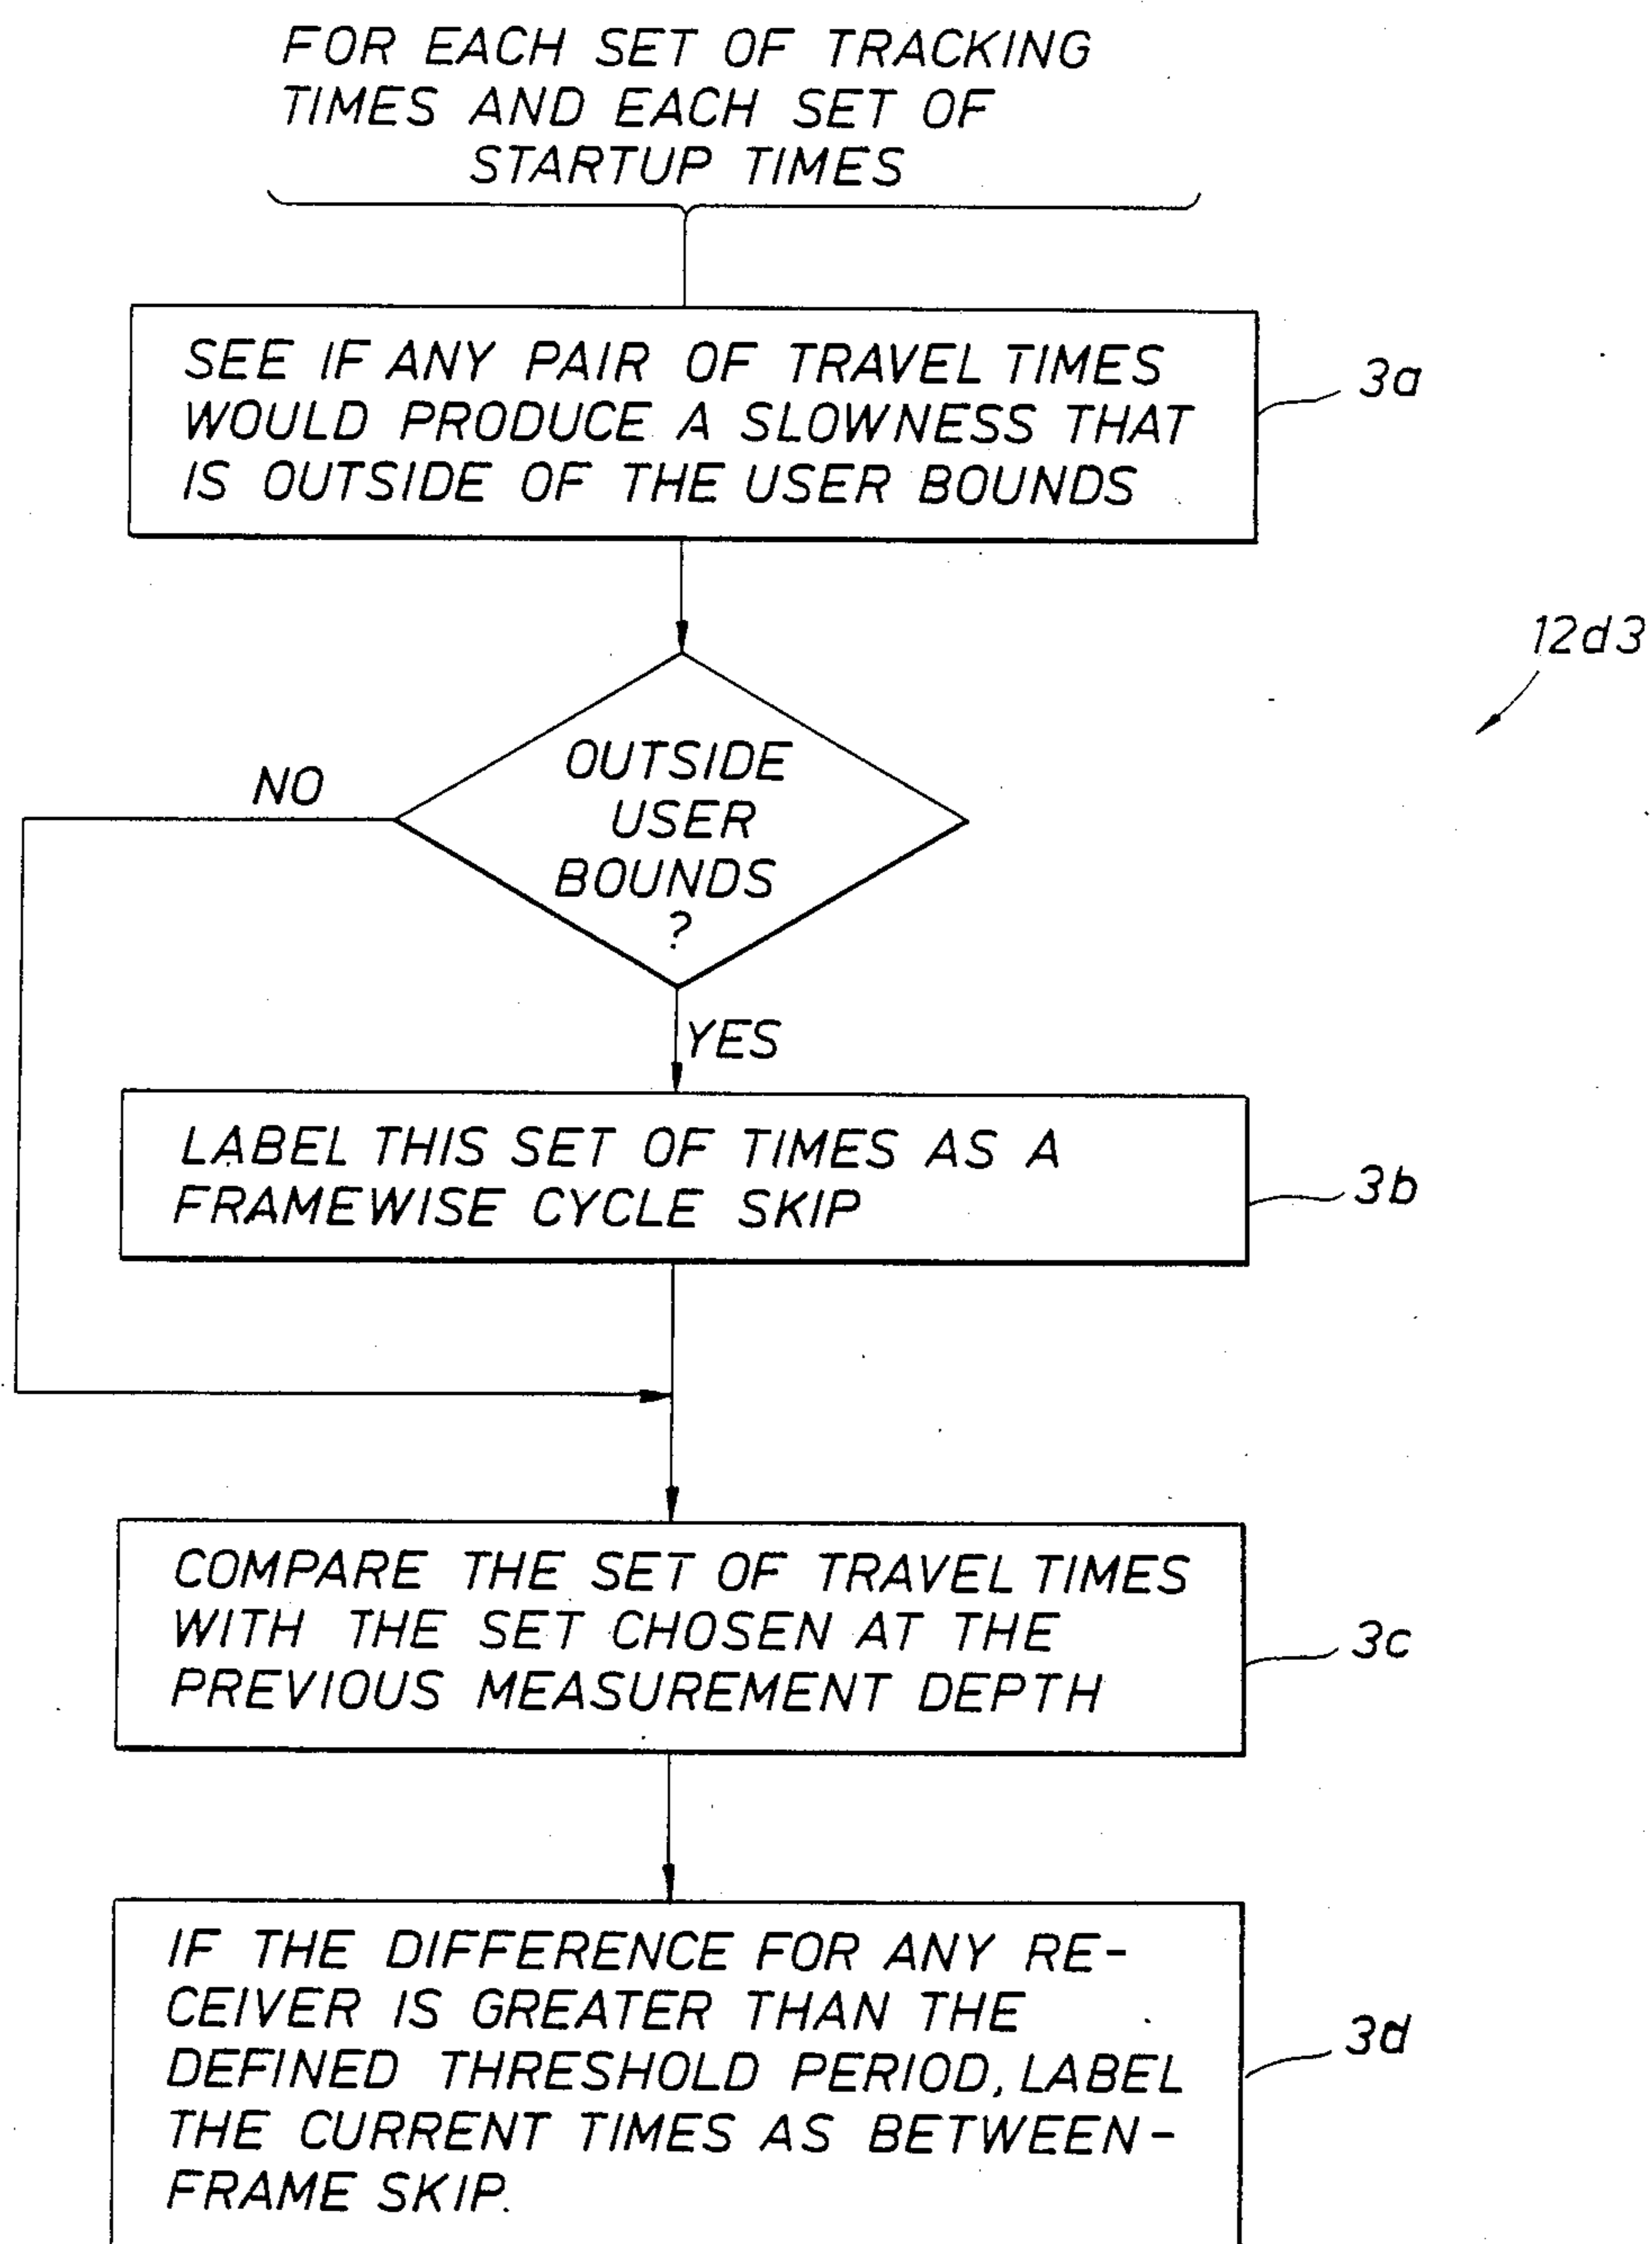 FOR EACH SET OF TRACKING
TIMES AND EACH SET OF
STARTUP TIMES
SEE IF ANY PAIR OF TRAVEL TIMES
WOULD PRODUCE A SLOWNESS THAT
IS OUTSIDE OF THE USER BOUNDS
3a
12d3
OUTSIDE
USER
BOUNDS
?
NO
YES
LABEL THIS SET OF TIMES AS A
FRAMEWISE CYCLE SKIP
3b
COMPARE THE SET OF TRAVEL TIMES
WITH THE SET CHOSEN AT THE
PREVIOUS MEASUREMENT DEPTH
3c
IF THE DIFFERENCE FOR ANY RE-
CEIVER IS GREATER THAN THE
DEFINED THRESHOLD PERIOD, LABEL
THE CURRENT TIMES AS BETWEEN-
FRAME SKIP.
3d